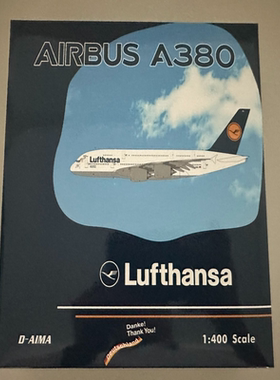 AIRBUS A380
Lufthansa
Lufthansa
Danke!
Thank You!
D-AIMA
1:400 Scale